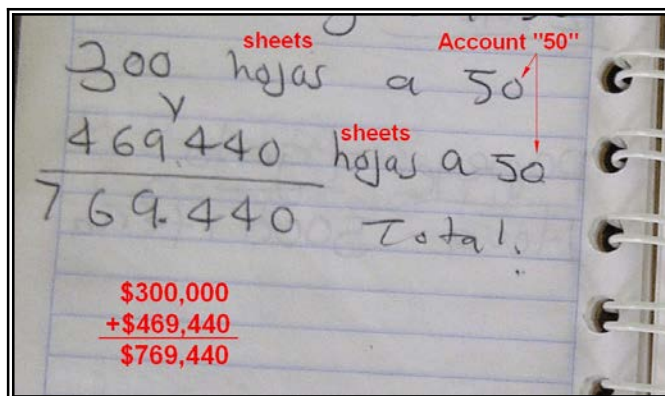 sheets
Account "50"
300 hojas a 50
y
sheets
469.440 hojas a 50
769.440 Total.
$300,000
+$469,440
$769,440